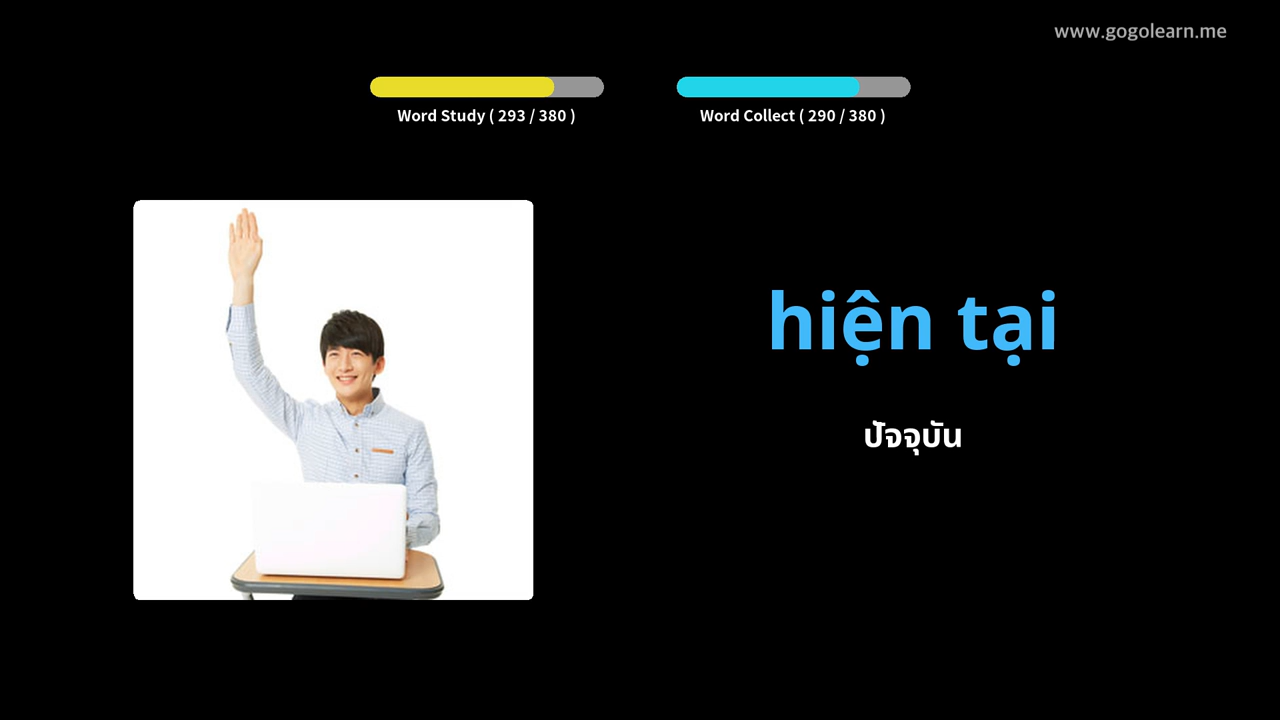 www.gogolearn.me
Word Study ( 293 / 380 )
Word Collect ( 290 / 380 )
hiện tại
ปัจจุบัน